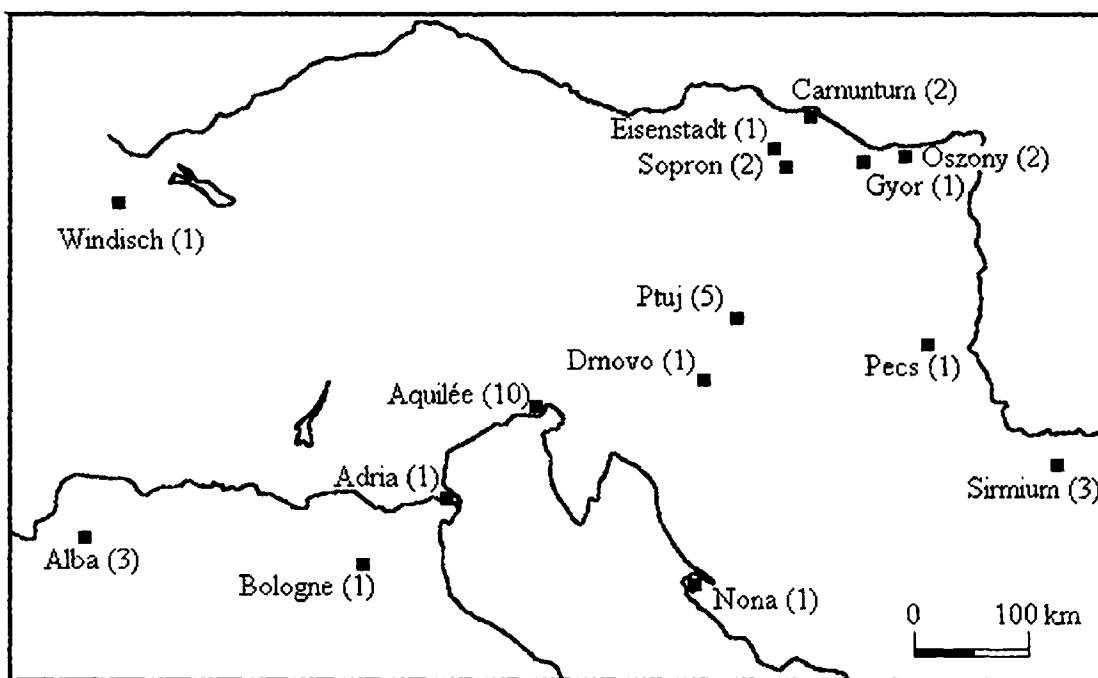 Carnuntum (2)
Eisenstadt (1)
Sopron (2)
Oszony (2)
Gyor (1)
Windisch (1)
Ptuj (5)
Drnovo (1)
Pecs (1)
Aquilée (10)
Adria (1)
Sirmium (3)
Alba (3)
Bologne (1)
Nona (1)
0 100 km